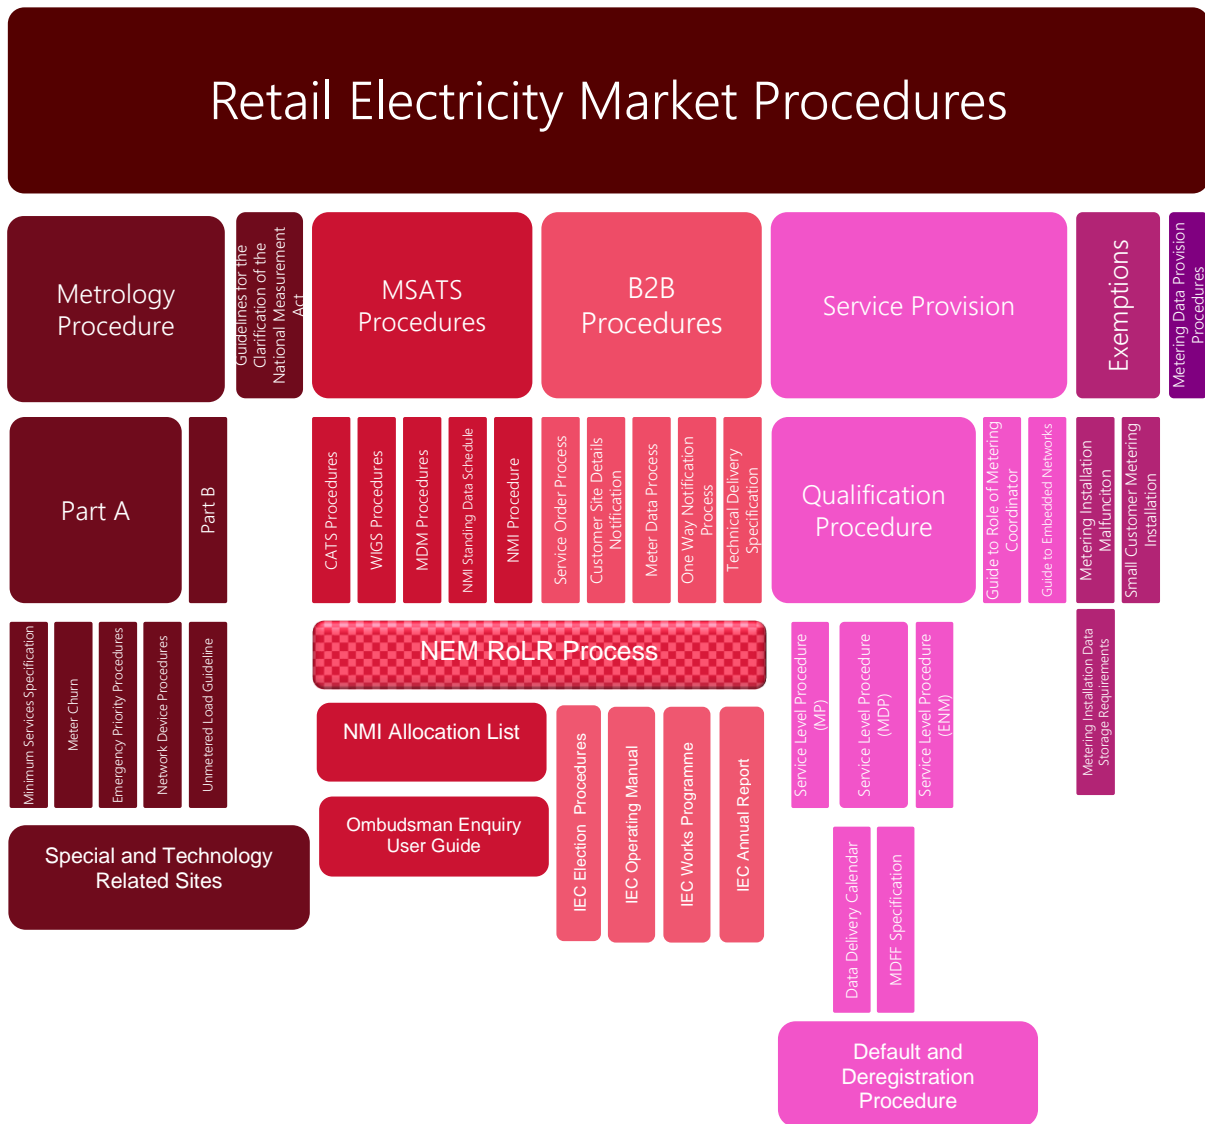 Retail Electricity Market Procedures
Metrology
Procedure
Guidelines for the
Clarification of the
National Measurement
Act
MSATS
Procedures
B2B
Procedures
Service Provision
Exemptions
Metering Data Provision
Procedures
Part A
Part B
CATS Procedures
WIGS Procedures
MDM Procedures
NMI Standing Data Schedule
NMI Procedure
Service Order Process
Customer Site Details
Notification
Meter Data Process
One Way Notification
Process
Technical Delivery
Specification
Qualification
Procedure
Guide to Role of Metering
Coordinator
Guide to Embedded Networks
Metering Installation
Malfunciton
Small Customer Metering
Installation
Minimum Services Specification
Meter Churn
Emergency Priority Procedures
Network Device Procedures
Unmetered Load Guideline
NEM RoLR Process
Service Level Procedure
(MP)
Service Level Procedure
(MDP)
Service Level Procedure
(ENM)
Metering Installation Data
Storage Requirements
NMI Allocation List
Ombudsman Enquiry
User Guide
IEC Election  Procedures
IEC Operating Manual
IEC Works Programme
IEC Annual Report
Special and Technology
Related Sites
Data Delivery Calendar
MDFF Specification
Default and
Deregistration
Procedure